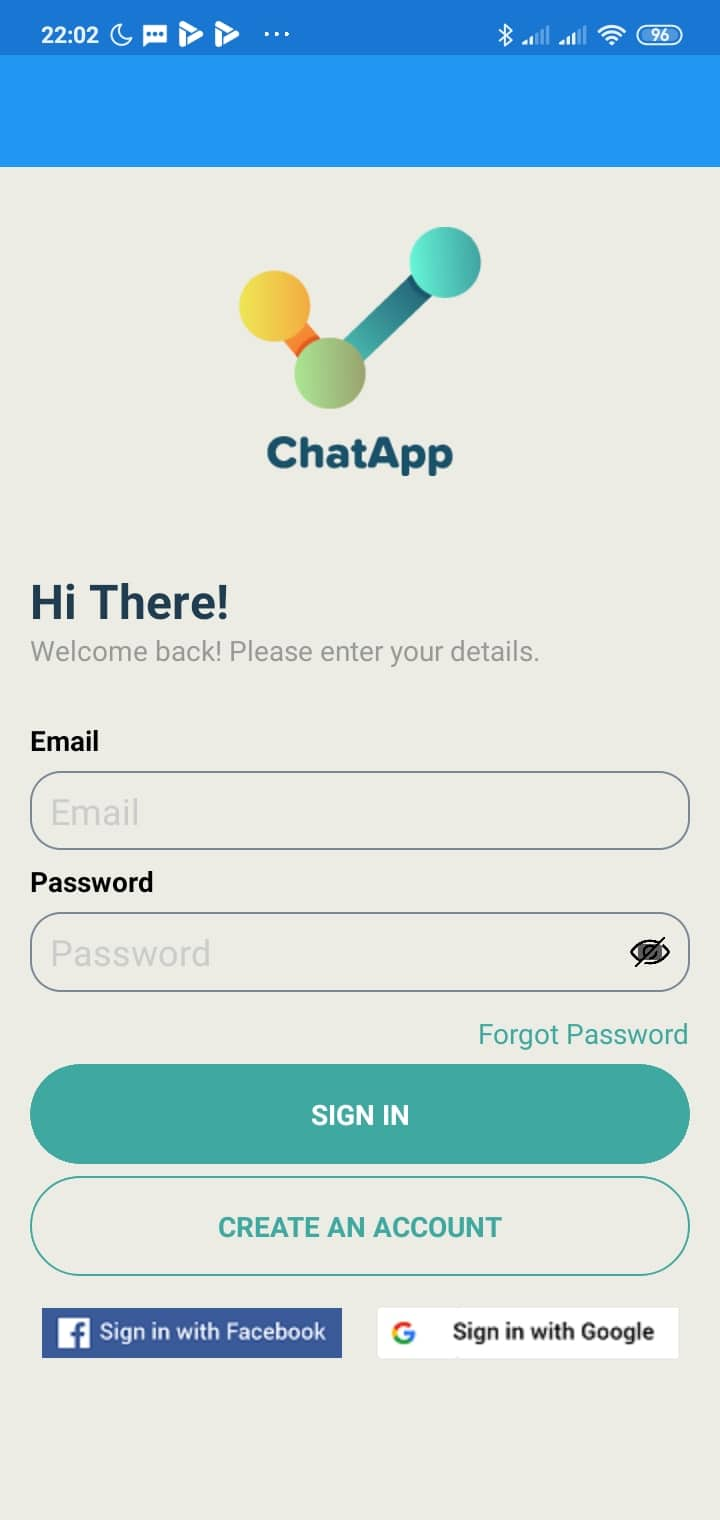 22:02 96
ChatApp
Hi There!
Welcome back! Please enter your details.
Email
Email
Password
Password
Forgot Password
SIGN IN
CREATE AN ACCOUNT
Sign in with Facebook Sign in with Google